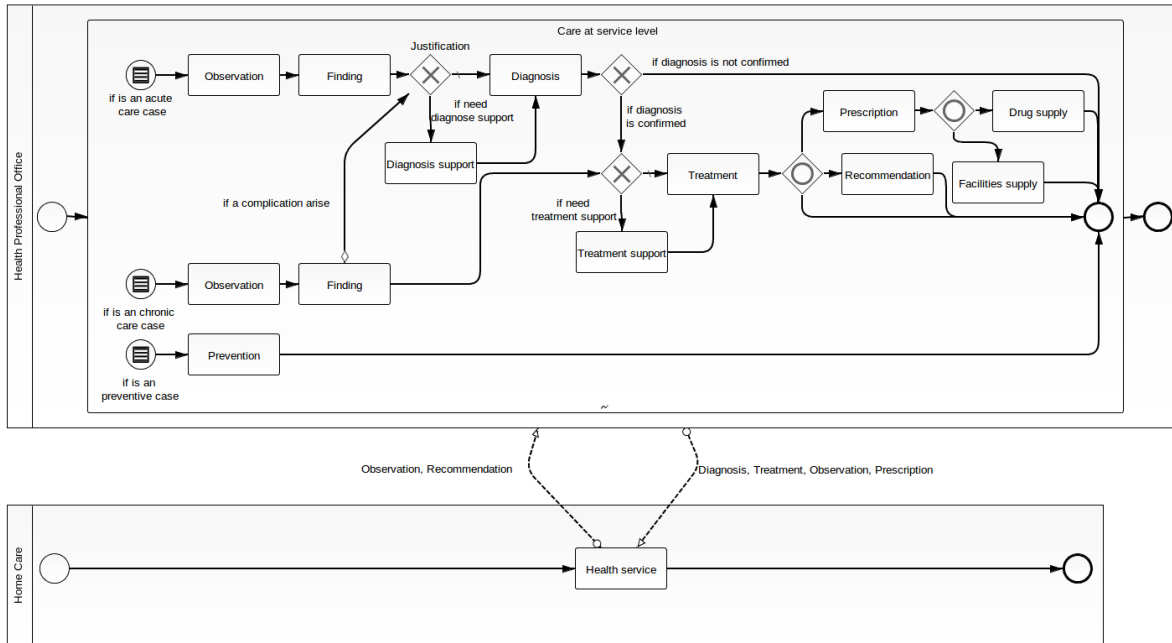 Health Professional Office
Care at service level
Justification
Observation
Finding
Diagnosis
if diagnosis is not confirmed
if is an acute
care case
if need
diagnose support
if diagnosis
is confirmed
Prescription
Drug supply
Diagnosis support
Treatment
Recommendation
Facilities supply
if a complication arise
if need
treatment support
Treatment support
Observation
Finding
if is an chronic
care case
Prevention
if is an
preventive case
~
Observation, Recommendation
Diagnosis, Treatment, Observation, Prescription
Home Care
Health service